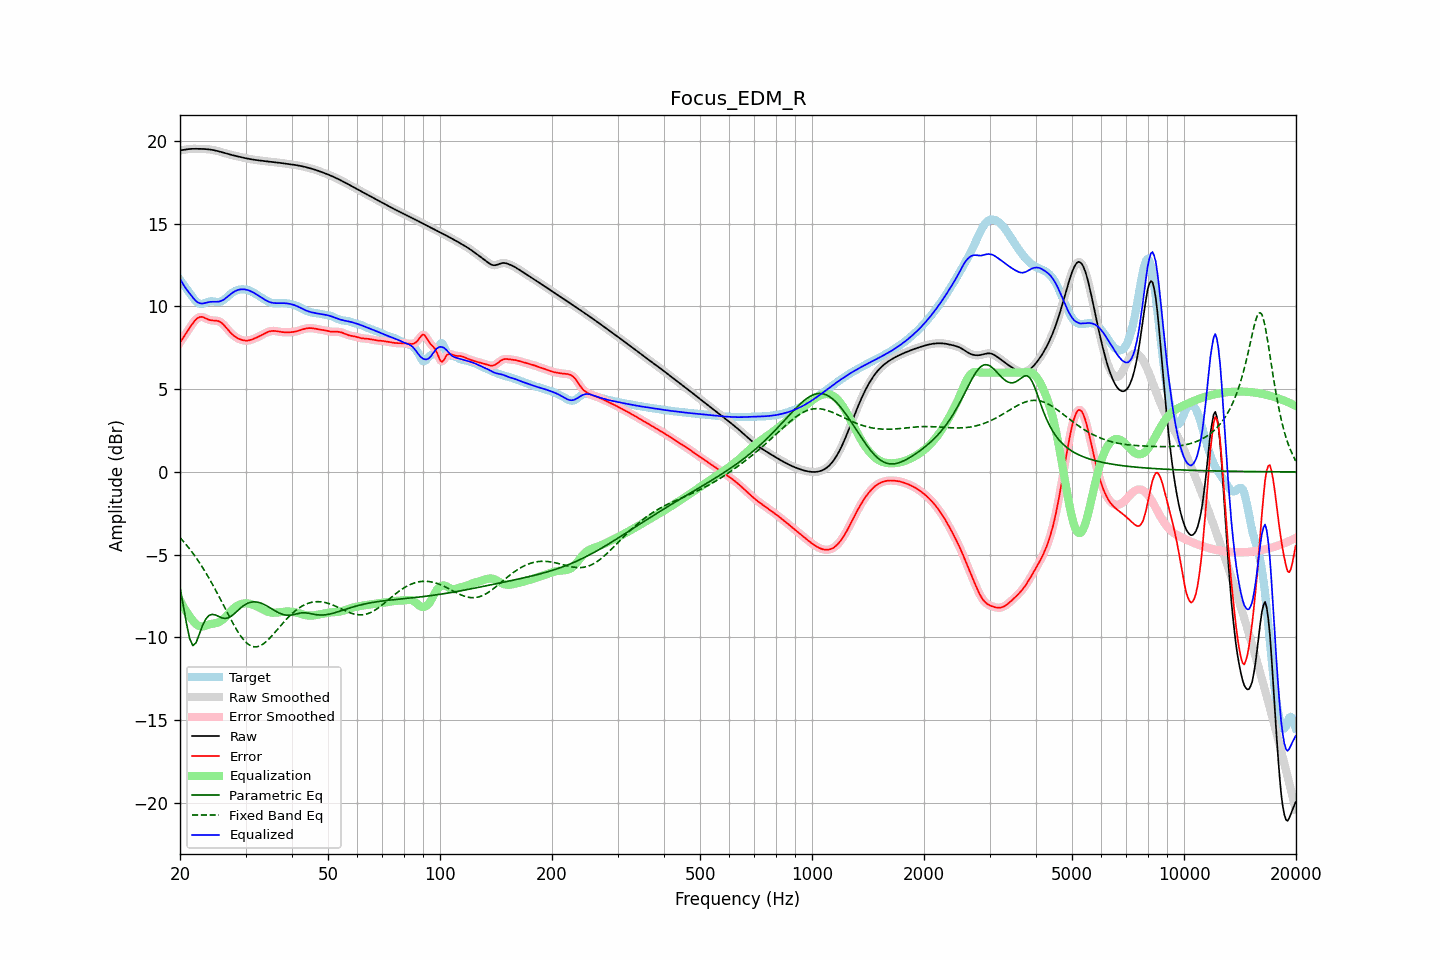 Focus_EDM_R
Amplitude (dBr)
20
15
10
5
0
−5
−10
−15
−20
Target
Raw Smoothed
Error Smoothed
Raw
Error
Equalization
Parametric Eq
Fixed Band Eq
Equalized
20 50 100 200 500 1000 2000 5000 10000 20000
Frequency (Hz)